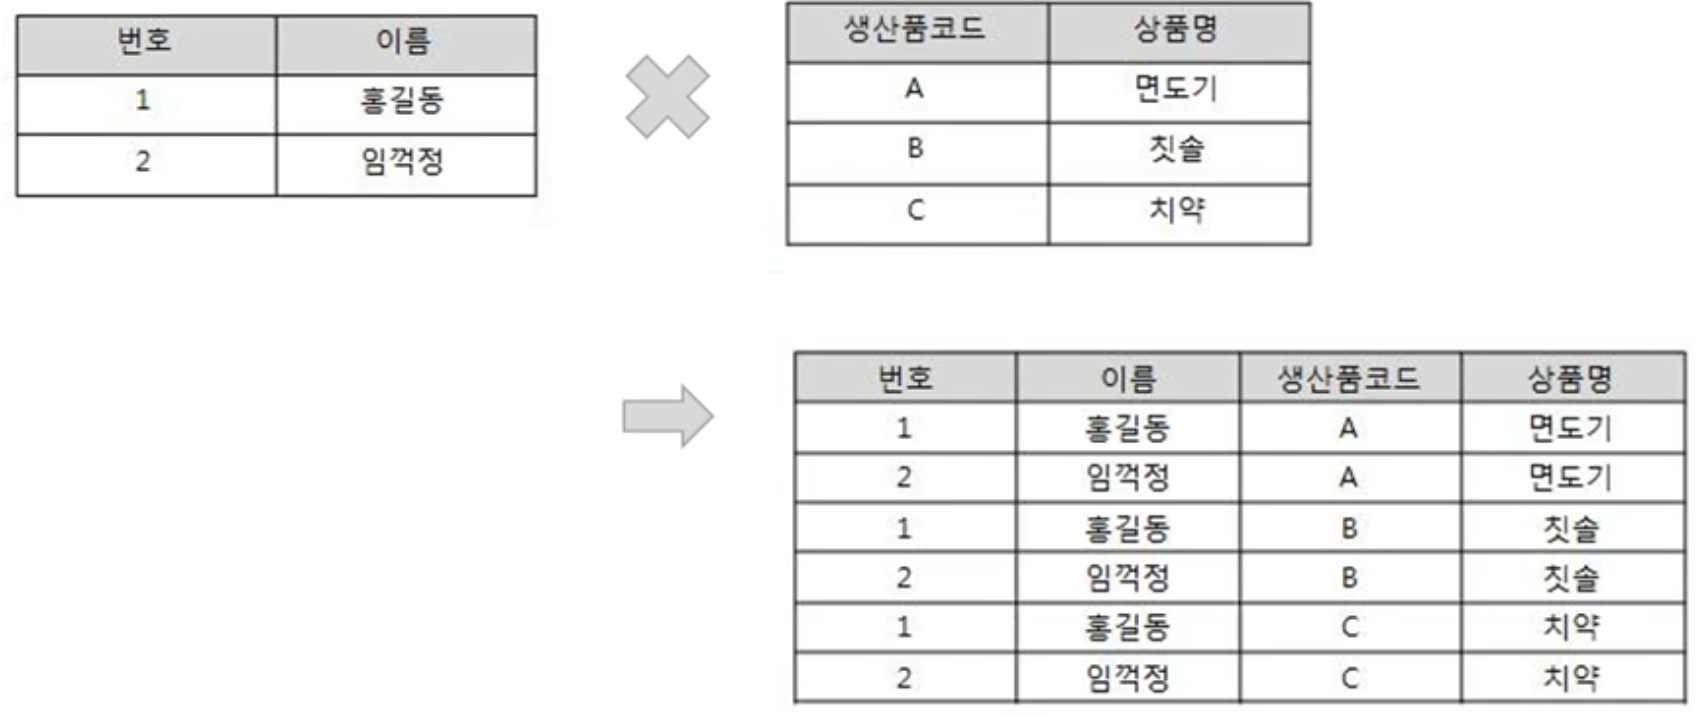 번호 이름
1 홍길동
2 임꺽정
생산품코드 상품명
A 면도기
B 칫솔
C 치약
번호 이름 생산품코드 상품명
1 홍길동 A 면도기
2 임꺽정 A 면도기
1 홍길동 B 칫솔
2 임꺽정 B 칫솔
1 홍길동 C 치약
2 임꺽정 C 치약